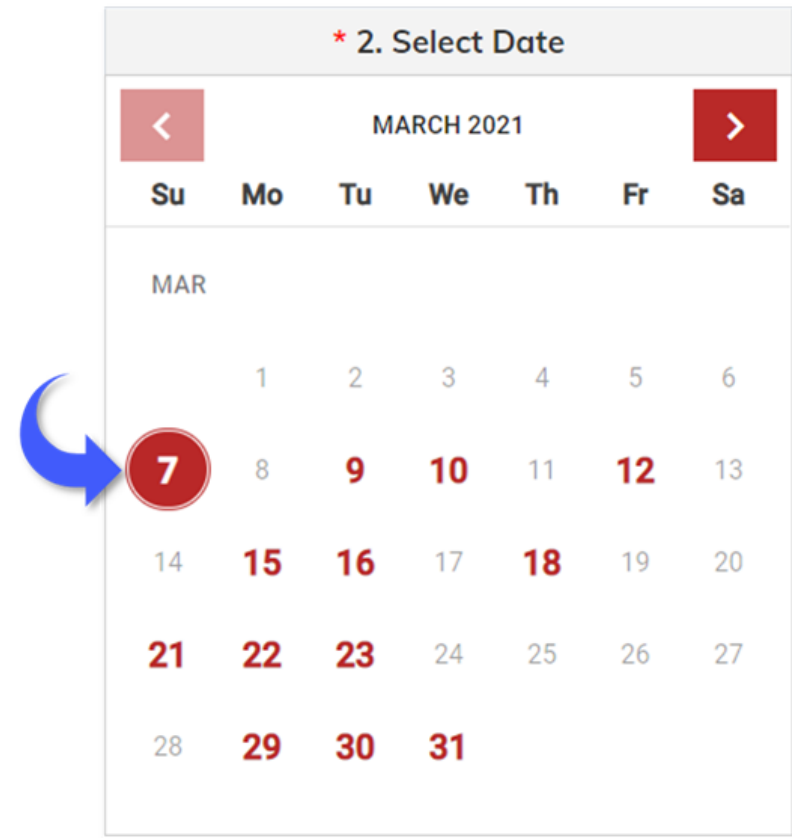 * 2. Select Date
MARCH 2021
Su Mo Tu We Th Fr Sa
MAR
1 2 3 4 5 6
7 8 9 10 11 12 13
14 15 16 17 18 19 20
21 22 23 24 25 26 27
28 29 30 31